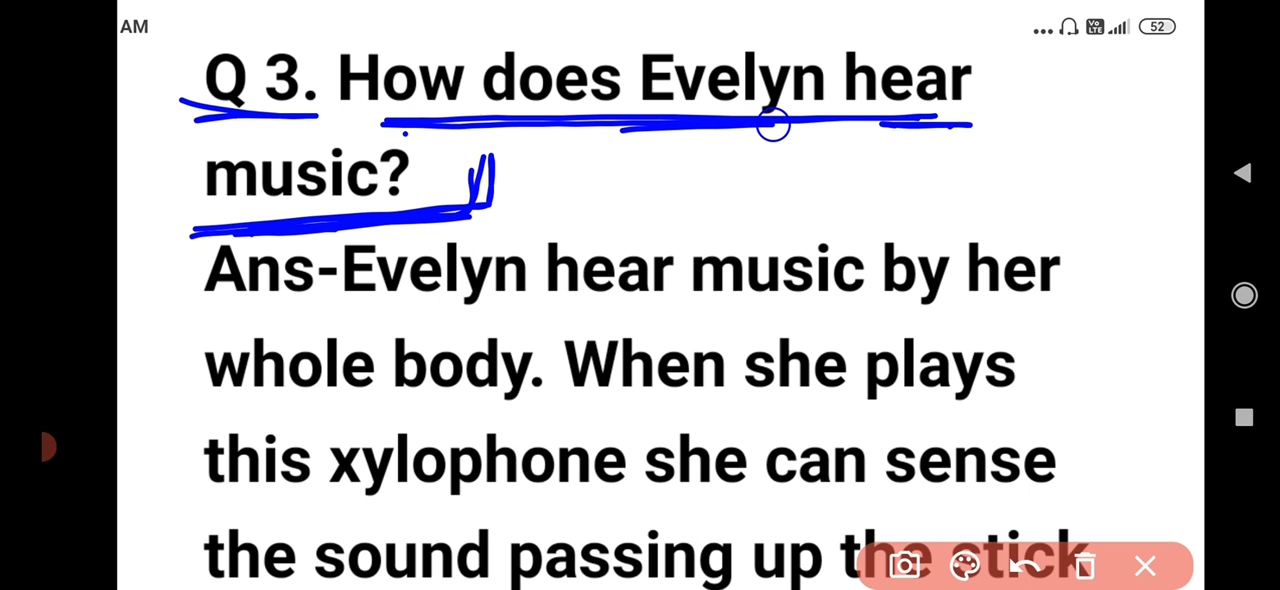 AM
52
Q 3. How does Evelyn hear
music?
Ans-Evelyn hear music by her
whole body. When she plays
this xylophone she can sense
the sound passing up the stick